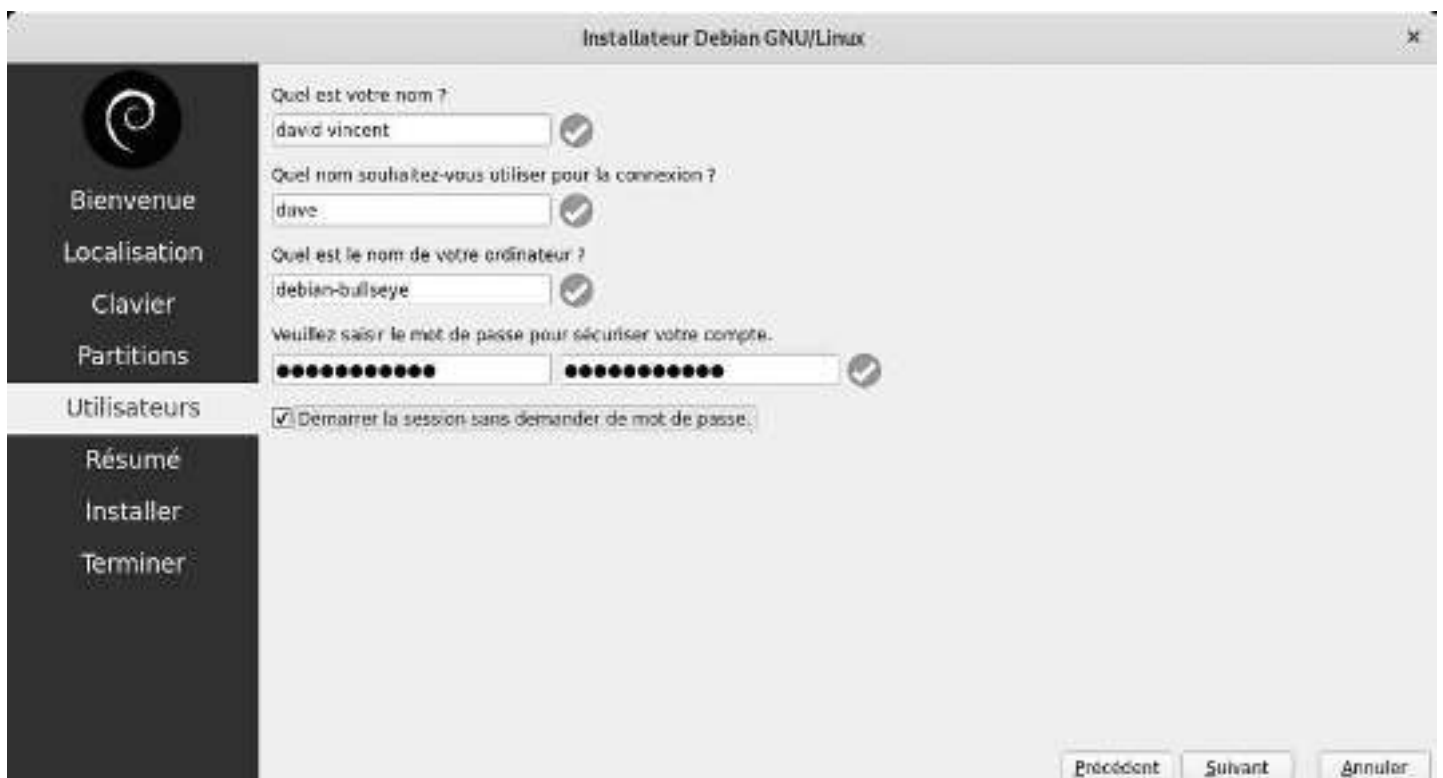 Installateur Debian GNU/Linux
Bienvenue
Localisation
Clavier
Partitions
Utilisateurs
Résumé
Installer
Terminer
Quel est votre nom ?
david vincent
Quel nom souhaitez-vous utiliser pour la connexion ?
dave
Quel est le nom de votre ordinateur ?
debian-bullseye
Veuillez saisir le mot de passe pour sécuriser votre compte.
●●●●●●●●●●● ●●●●●●●●●●●
Démarrer la session sans demander de mot de passe.
Précédent Suivant Annuler